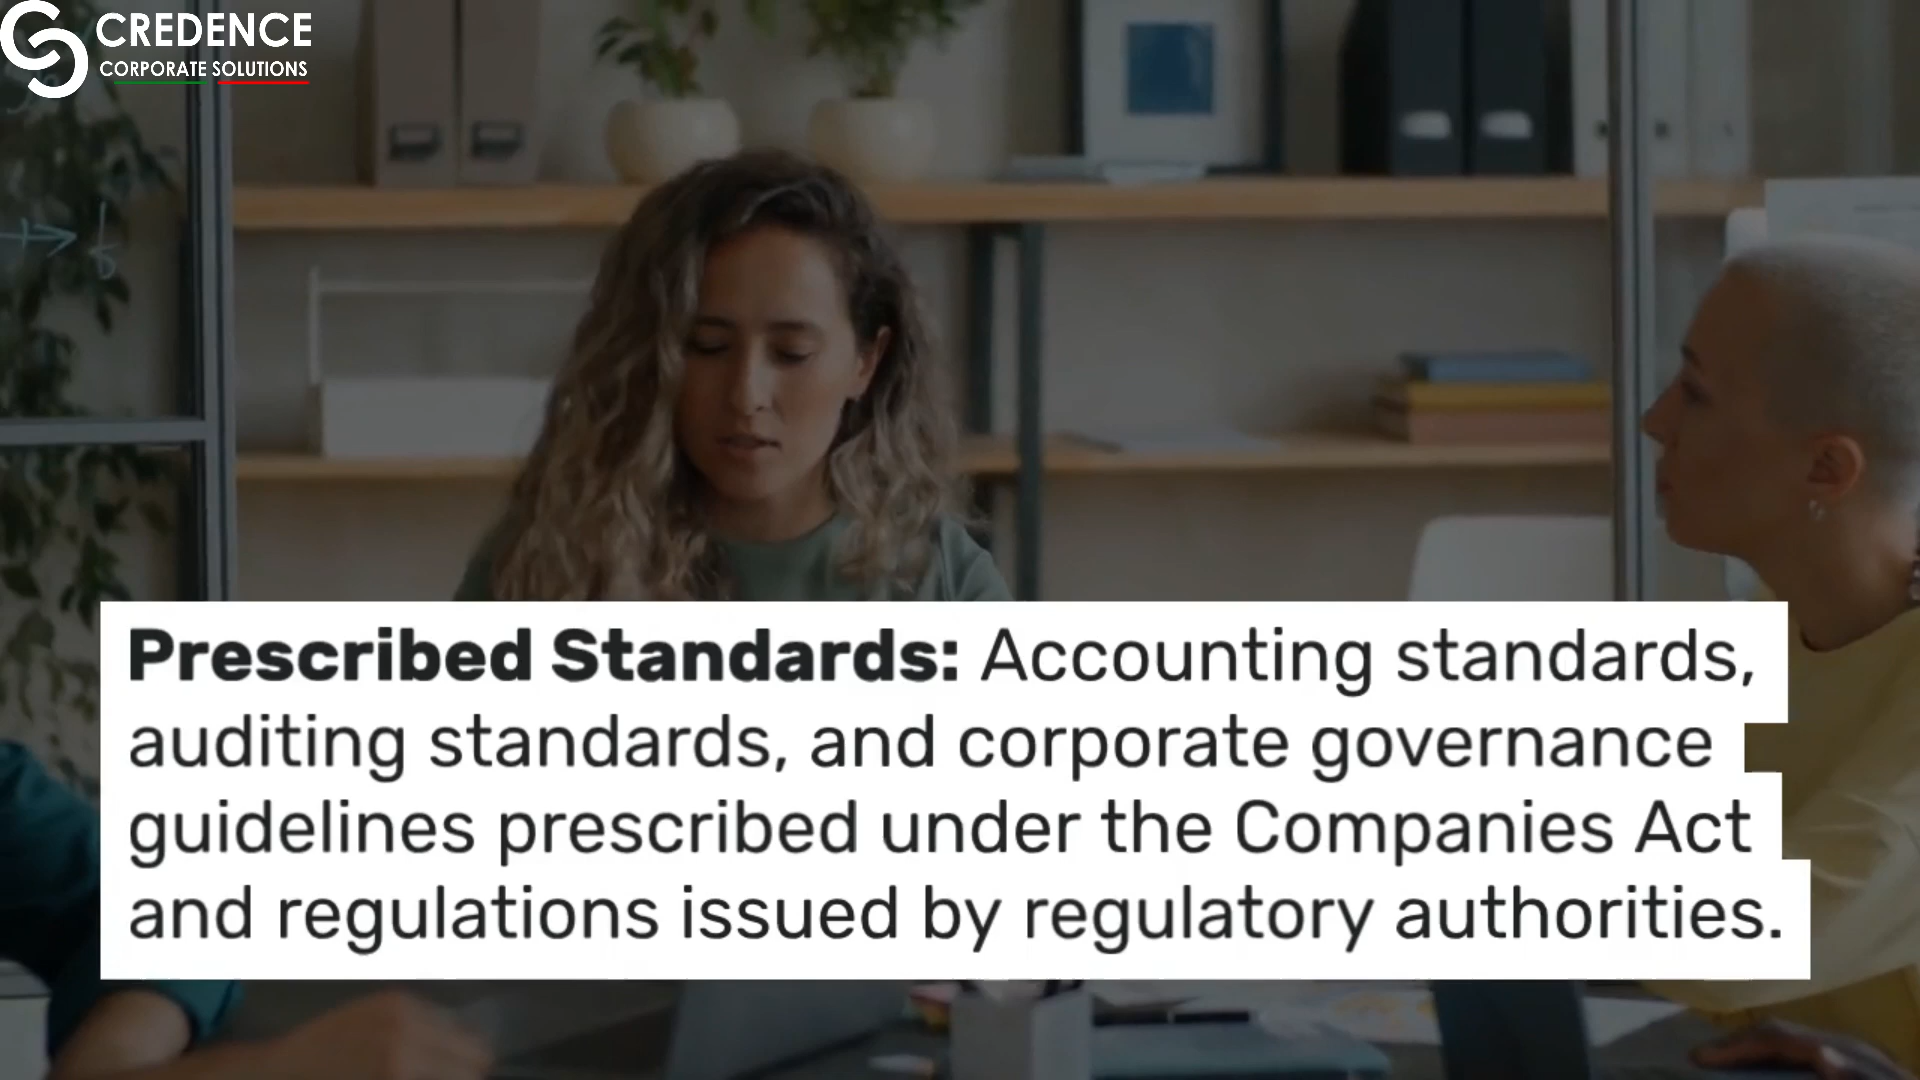 CREDENCE
CORPORATE SOLUTIONS
Prescribed Standards: Accounting standards,
auditing standards, and corporate governance
guidelines prescribed under the Companies Act
and regulations issued by regulatory authorities.